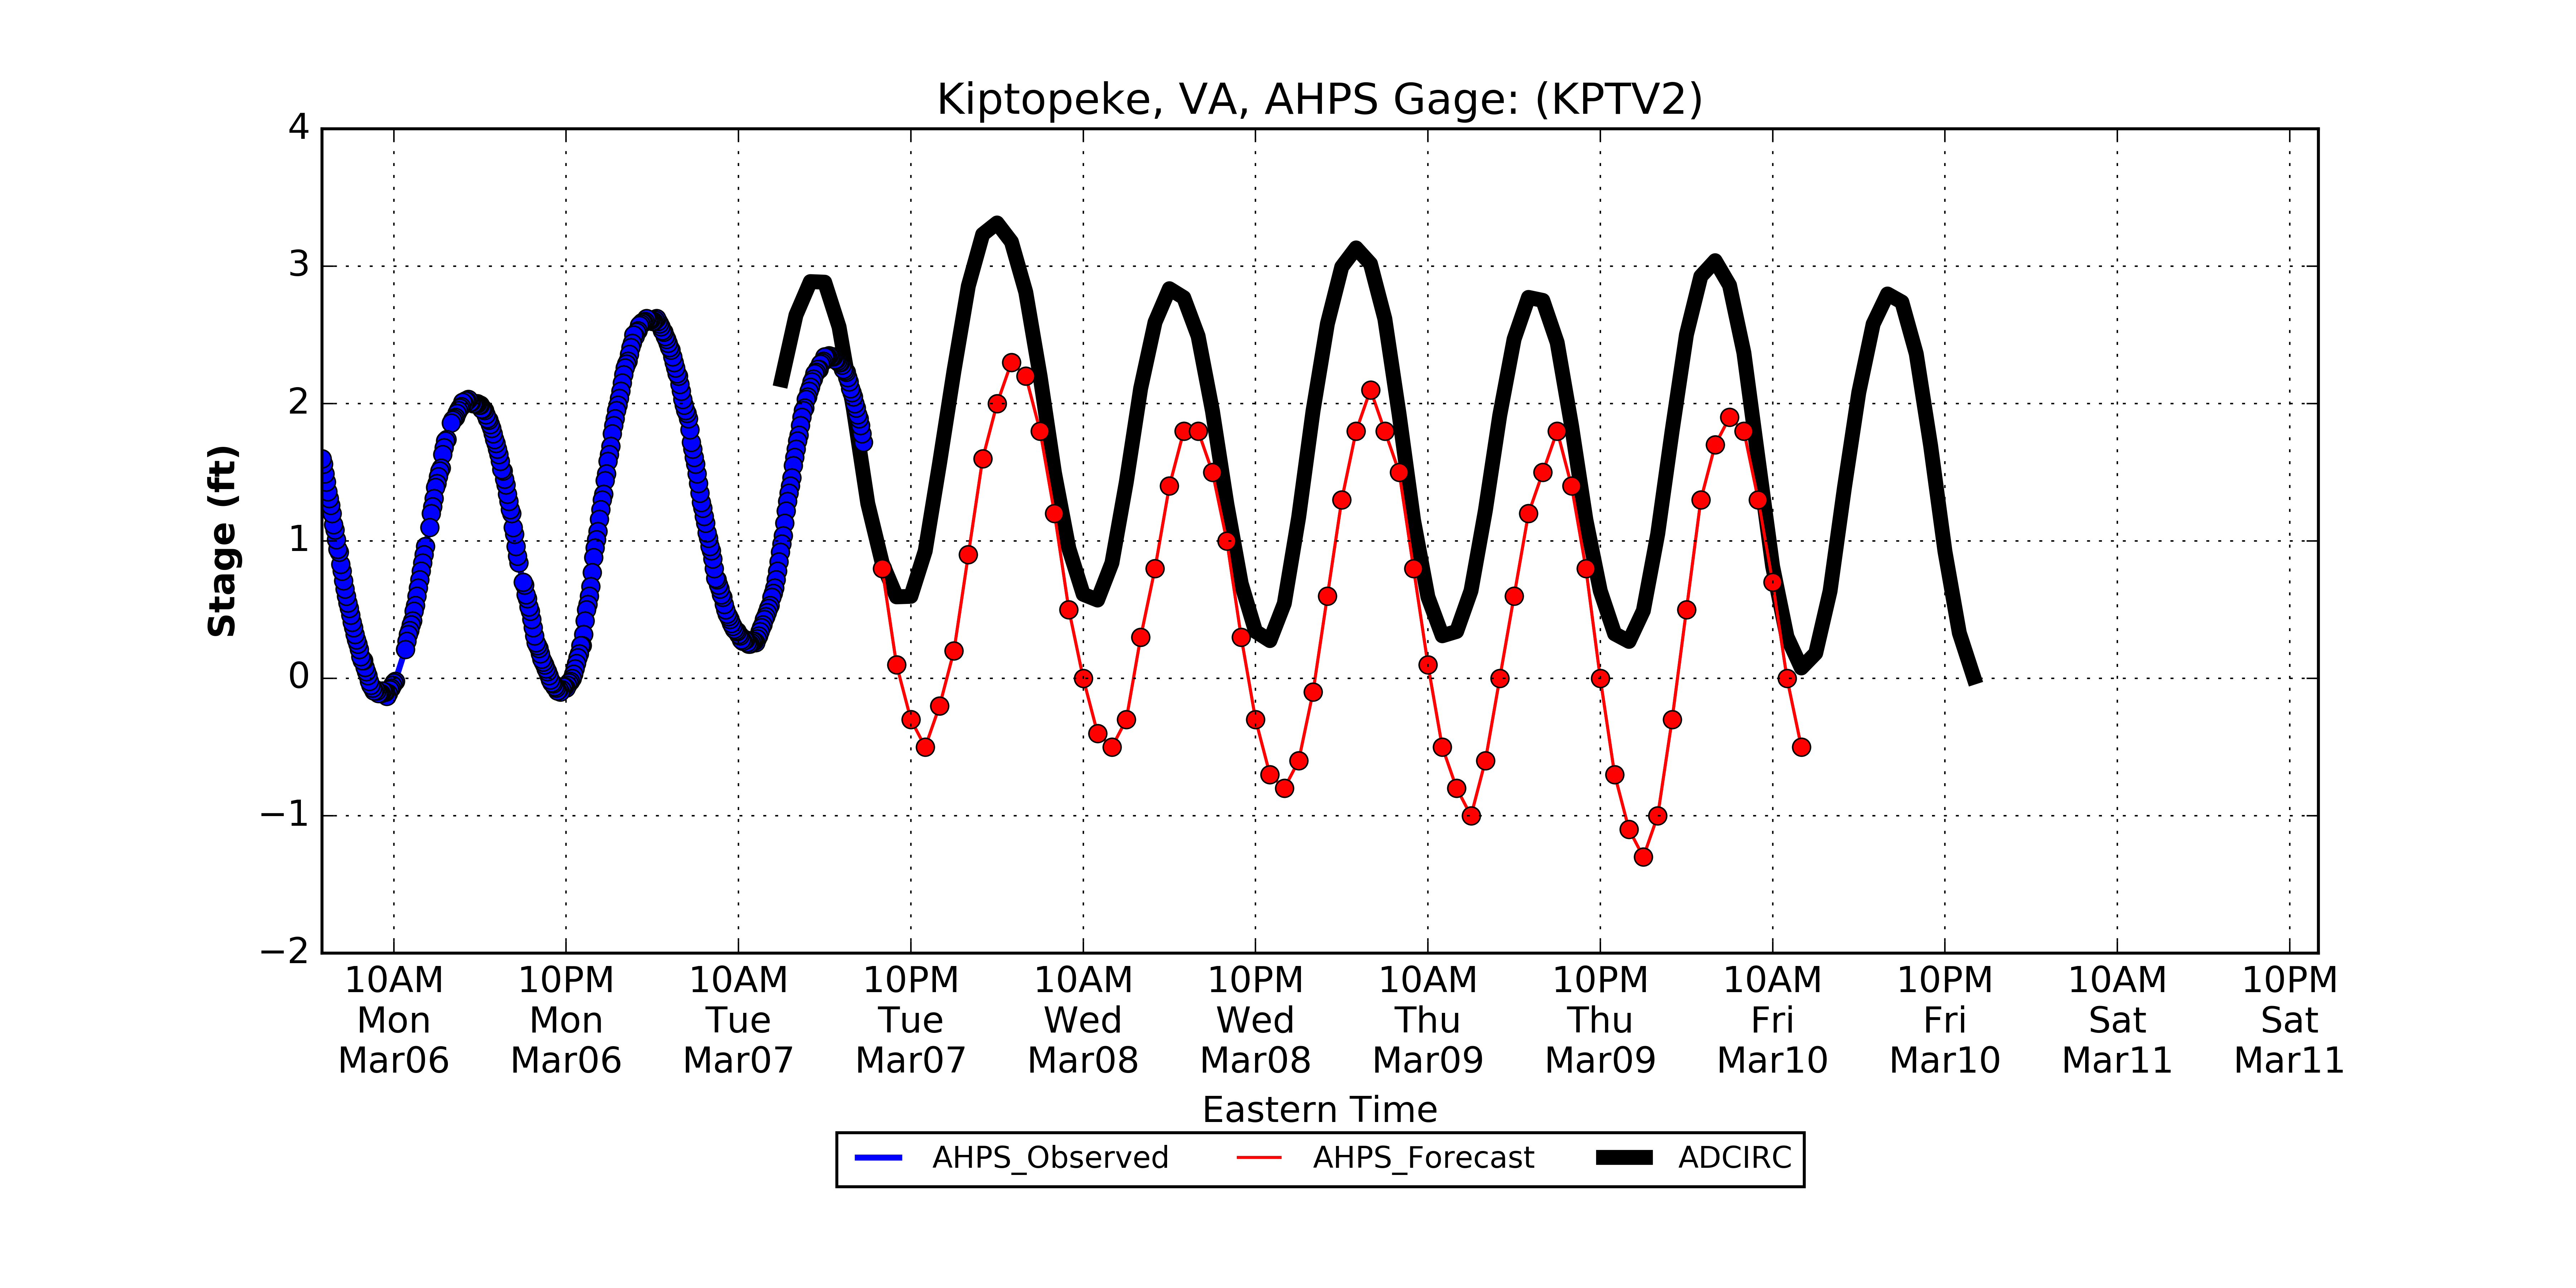 Kiptopeke, VA, AHPS Gage: (KPTV2)
4
3
2
1
0
−1
−2
Stage (ft)
10AM 10PM 10AM 10PM 10AM 10PM 10AM 10PM 10AM 10PM 10AM 10PM
Mon Mon Tue Tue Wed Wed Thu Thu Fri Fri Sat Sat
Mar06 Mar06 Mar07 Mar07 Mar08 Mar08 Mar09 Mar09 Mar10 Mar10 Mar11 Mar11
Eastern Time
AHPS_Observed AHPS_Forecast ADCIRC